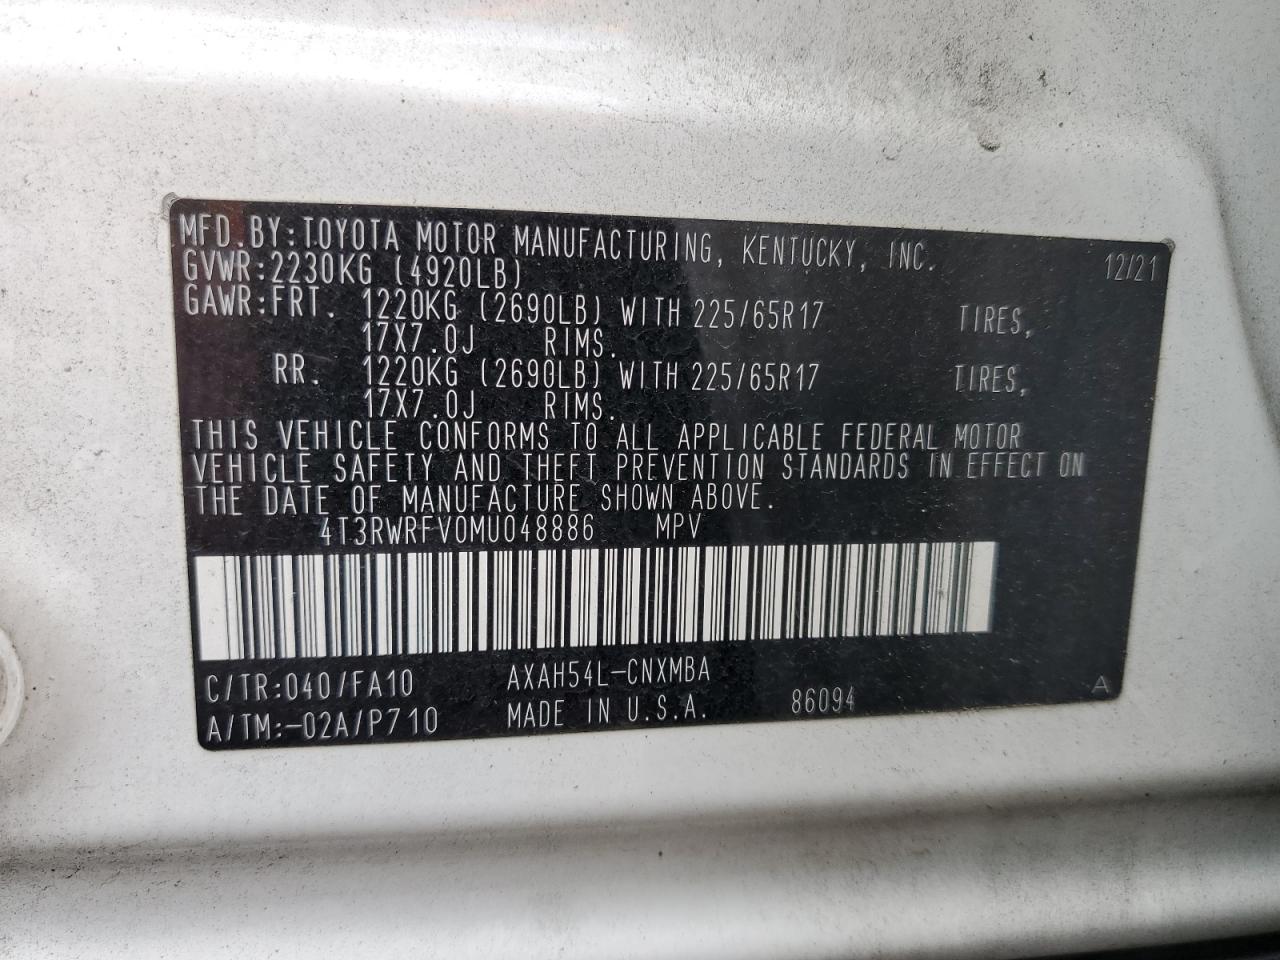 MFD.BY:TOYOTA MOTOR MANUFACTURING, KENTUCKY, INC. 12/21
GVWR:2230KG (4920LB)
GAWR:FRT. 1220KG (2690LB) WITH 225/65R17 TIRES,
17X7.0J RIMS.
RR. 1220KG (2690LB) WITH 225/65R17 TIRES,
17X7.0J RIMS.
THIS VEHICLE CONFORMS TO ALL APPLICABLE FEDERAL MOTOR
VEHICLE SAFETY AND THEFT PREVENTION STANDARDS IN EFFECT ON
THE DATE OF MANUFACTURE SHOWN ABOVE.
4T3RWRFV0MU048886 MPV
C/TR:040/FA10 AXAH54L-CNXMBA
A/TM:-02A/P710 MADE IN U.S.A. 86094 A